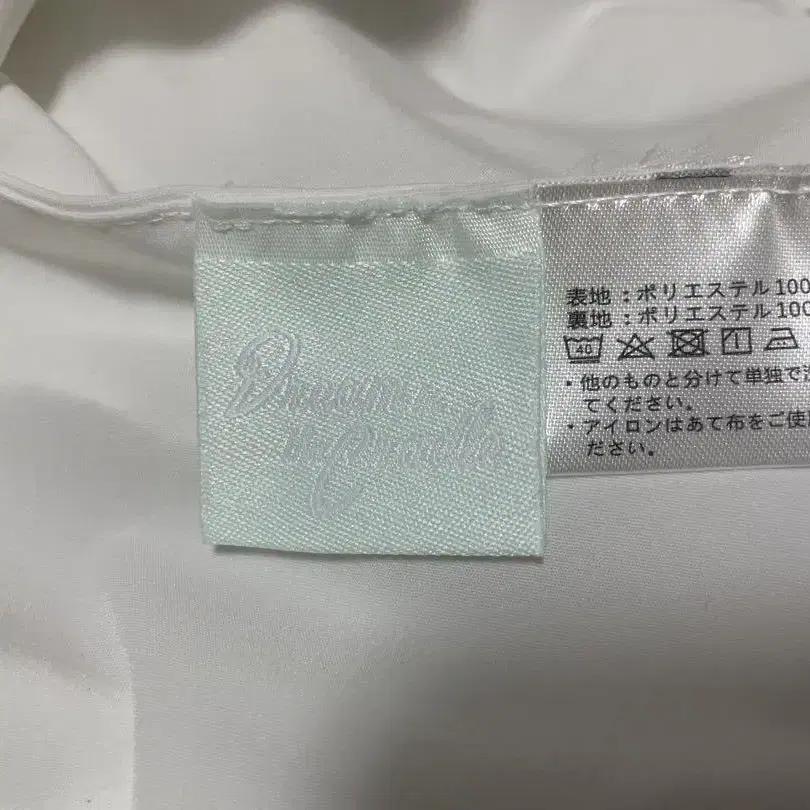 Dream
表地：ポリエステル100
裏地：ポリエステル100
40
・他のものと分けて単独で洗
てください。
・アイロンはあて布をご使用
ださい。